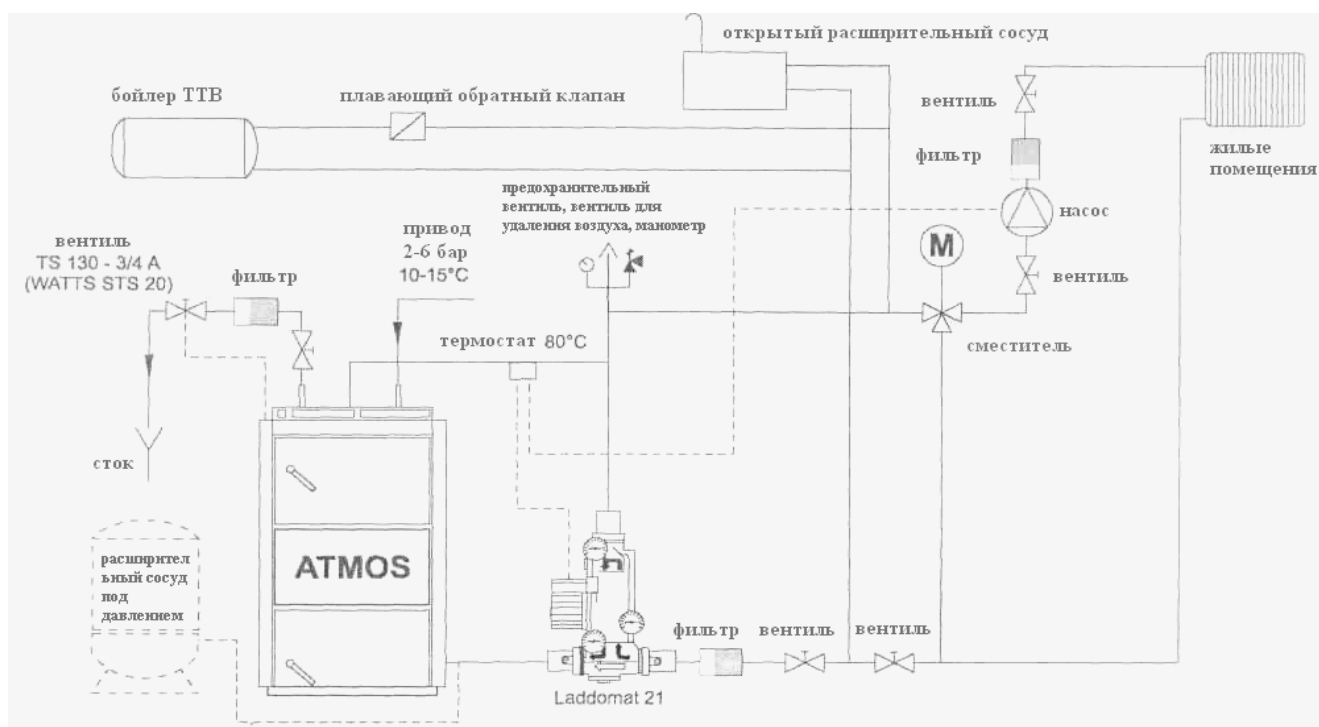 открытый расширительный сосуд
бойлер ТТВ
плавающий обратный клапан
вентиль
фильтр
жилые
помещения
предохранительный
вентиль, вентиль для
удаления воздуха, манометр
насос
вентиль
TS 130 - 3/4 A
(WATTS STS 20)
фильтр
привод
2-6 бар
10-15°C
M
вентиль
термостат 80°C
сместитель
сток
расширител
ьный сосуд
под
давлением
ATMOS
фильтр
вентиль
вентиль
Laddomat 21